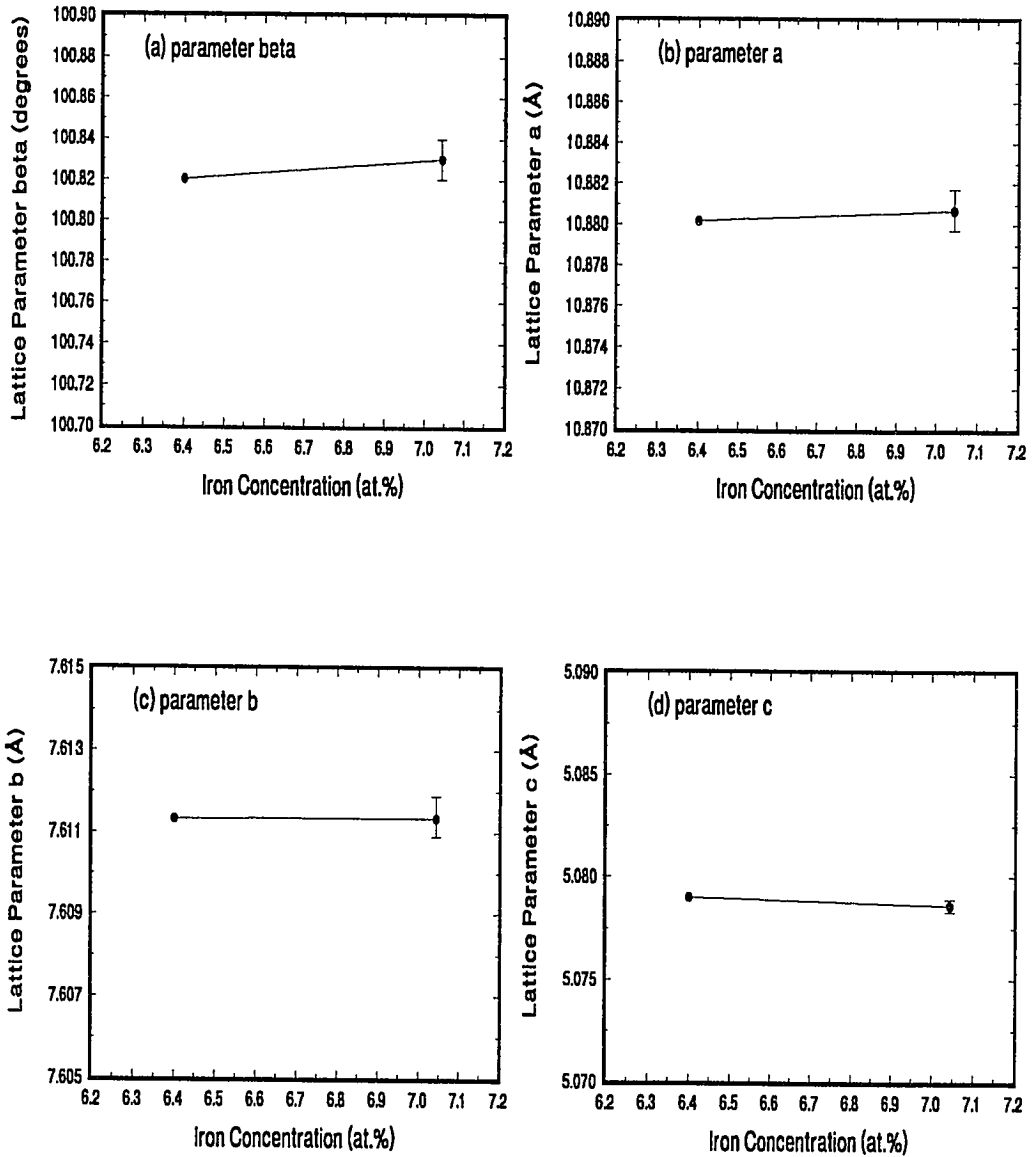 (a) parameter beta
Lattice Parameter beta (degrees)
100.90
100.88
100.86
100.84
100.82
100.80
100.78
100.76
100.74
100.72
100.70
6.2 6.3 6.4 6.5 6.6 6.7 6.8 6.9 7.0 7.1 7.2
Iron Concentration (at.%)
(b) parameter a
Lattice Parameter a (Å)
10.890
10.888
10.886
10.884
10.882
10.880
10.878
10.876
10.874
10.872
10.870
6.2 6.3 6.4 6.5 6.6 6.7 6.8 6.9 7.0 7.1 7.2
Iron Concentration (at.%)
(c) parameter b
Lattice Parameter b (Å)
7.615
7.613
7.611
7.609
7.607
7.605
6.2 6.3 6.4 6.5 6.6 6.7 6.8 6.9 7.0 7.1 7.2
Iron Concentration (at.%)
(d) parameter c
Lattice Parameter c (Å)
5.090
5.085
5.080
5.075
5.070
6.2 6.3 6.4 6.5 6.6 6.7 6.8 6.9 7.0 7.1 7.2
Iron Concentration (at.%)